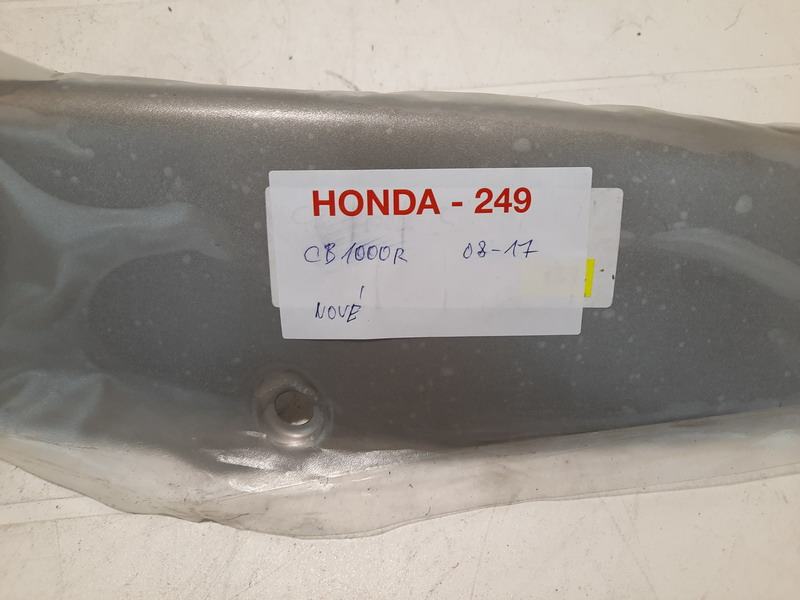 HONDA - 249
CB1000R 08-17
NOVÉ